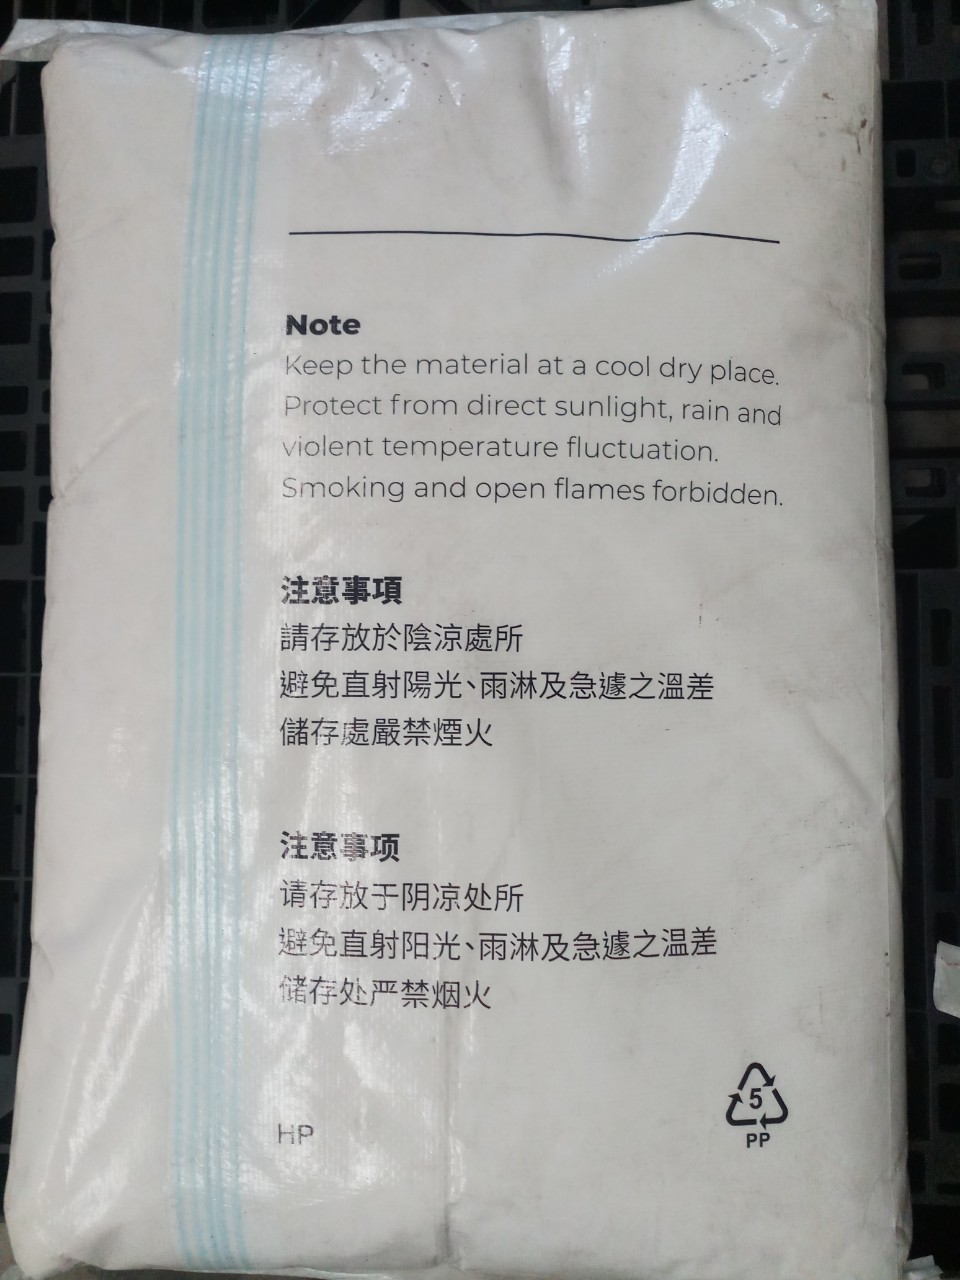 Note
Keep the material at a cool dry place.
Protect from direct sunlight, rain and
violent temperature fluctuation.
Smoking and open flames forbidden.
注意事項
請存放於陰涼處所
避免直射陽光、雨淋及急遽之溫差
儲存處嚴禁煙火
注意事项
请存放于阴凉处所
避免直射阳光、雨淋及急遽之温差
储存处严禁烟火
HP
5
PP